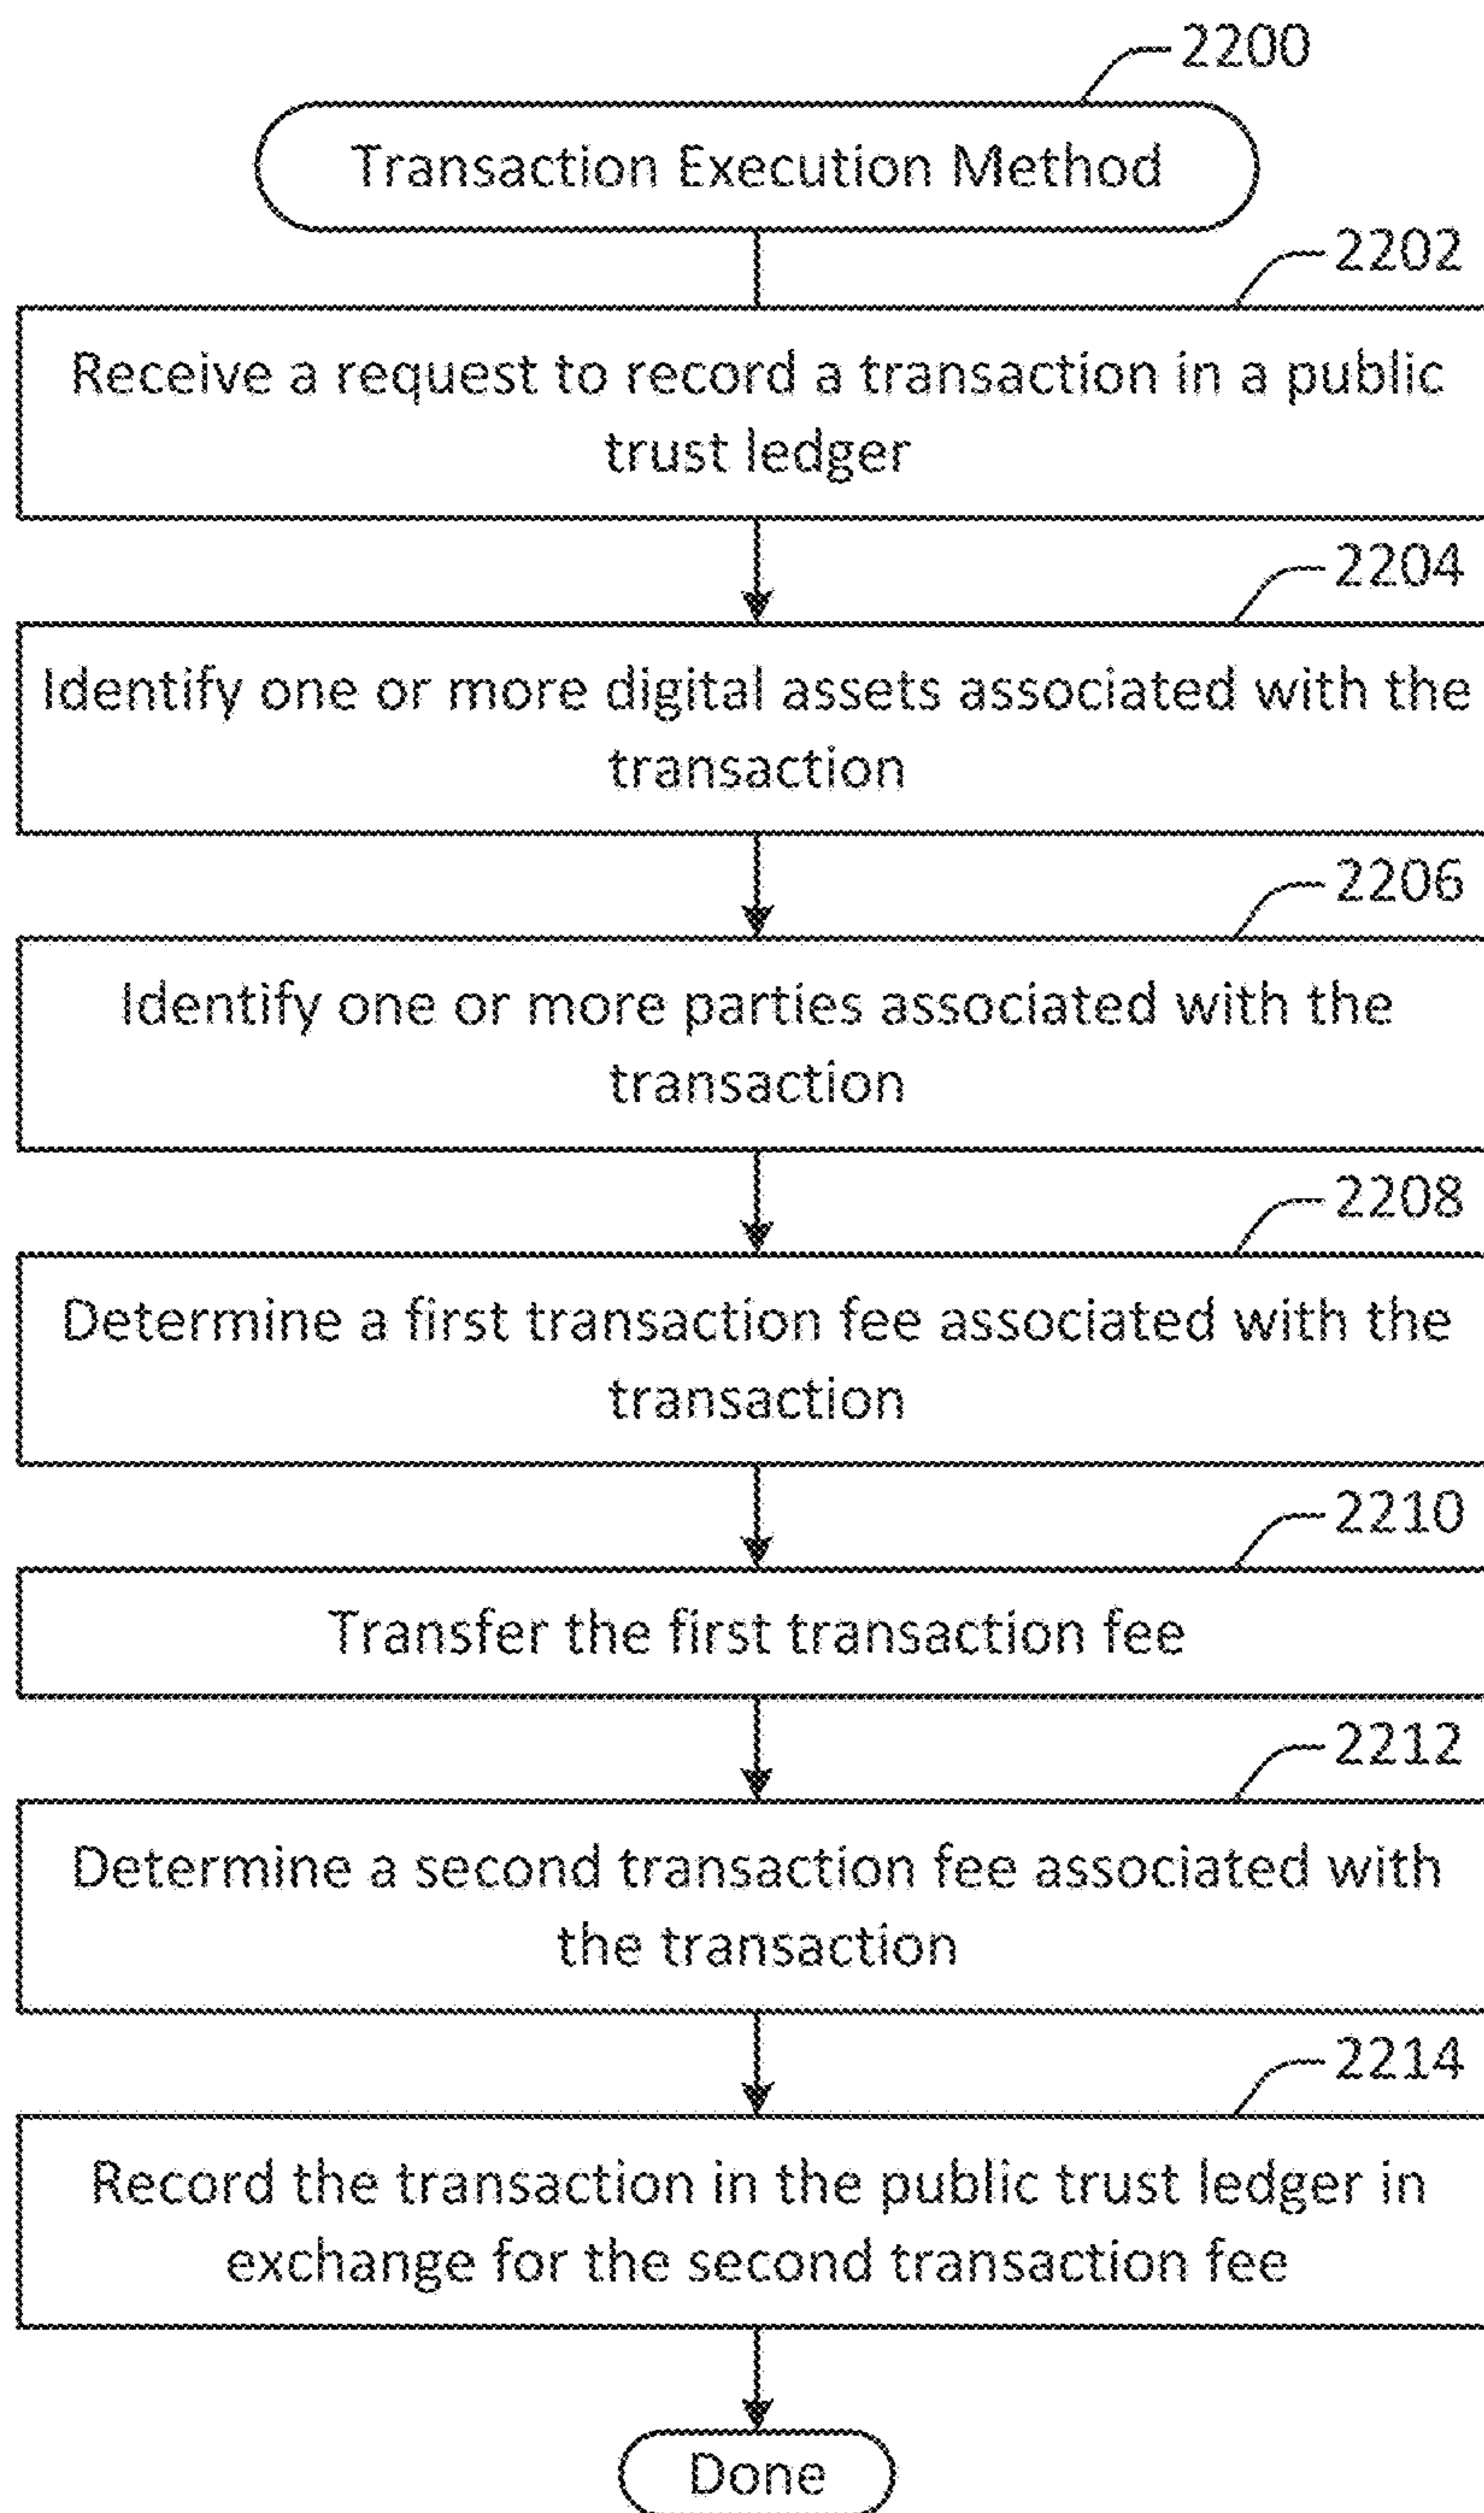 2200
Transaction Execution Method
2202
Receive a request to record a transaction in a public
trust ledger
2204
Identify one or more digital assets associated with the
transaction
2206
Identify one or more parties associated with the
transaction
2208
Determine a first transaction fee associated with the
transaction
2210
Transfer the first transaction fee
2212
Determine a second transaction fee associated with
the transaction
2214
Record the transaction in the public trust ledger in
exchange for the second transaction fee
Done